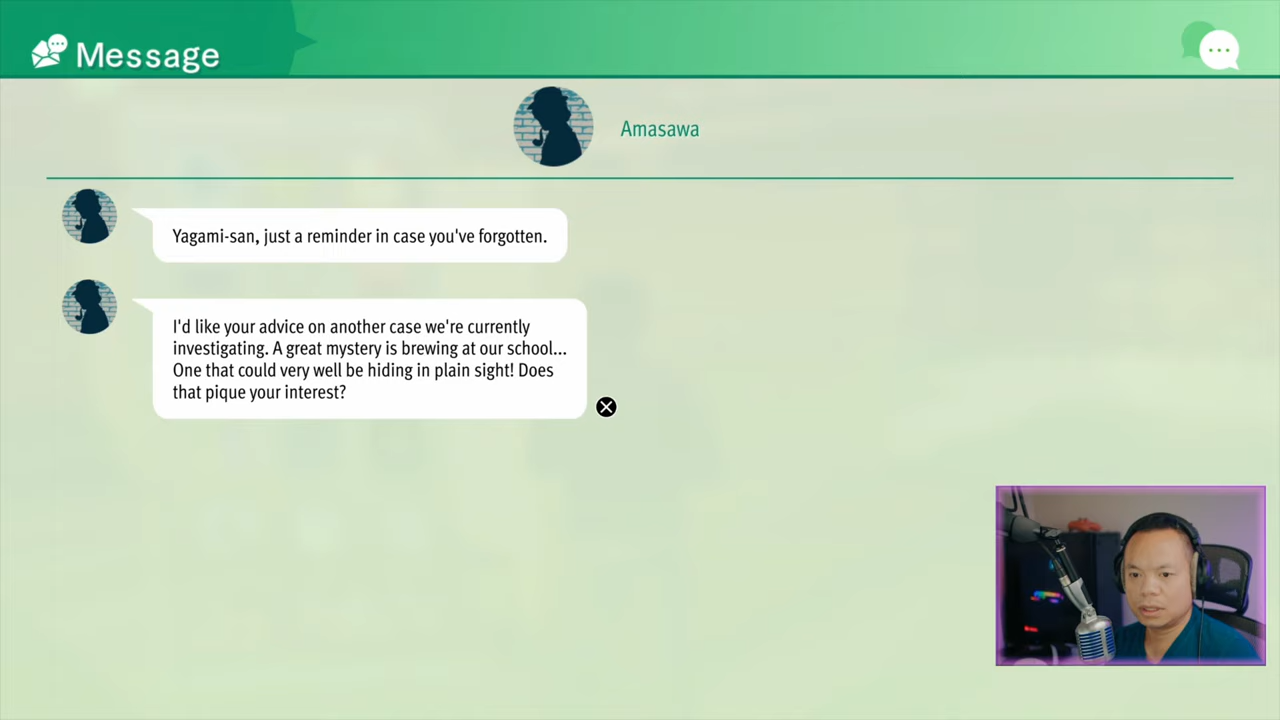 Message
Amasawa
Yagami-san, just a reminder in case you've forgotten.
I'd like your advice on another case we're currently
investigating. A great mystery is brewing at our school...
One that could very well be hiding in plain sight! Does
that pique your interest?